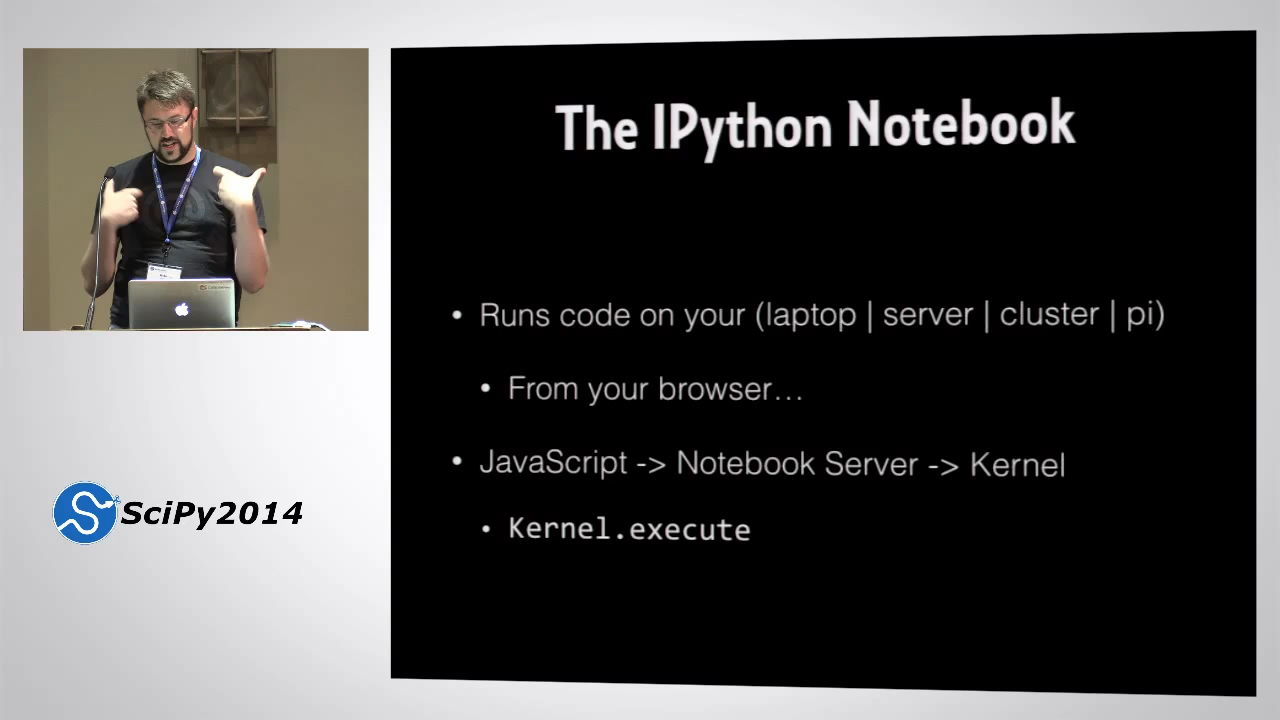 The IPython Notebook
• Runs code on your (laptop | server | cluster | pi)
• From your browser…
• JavaScript -> Notebook Server -> Kernel
• Kernel.execute
SciPy2014